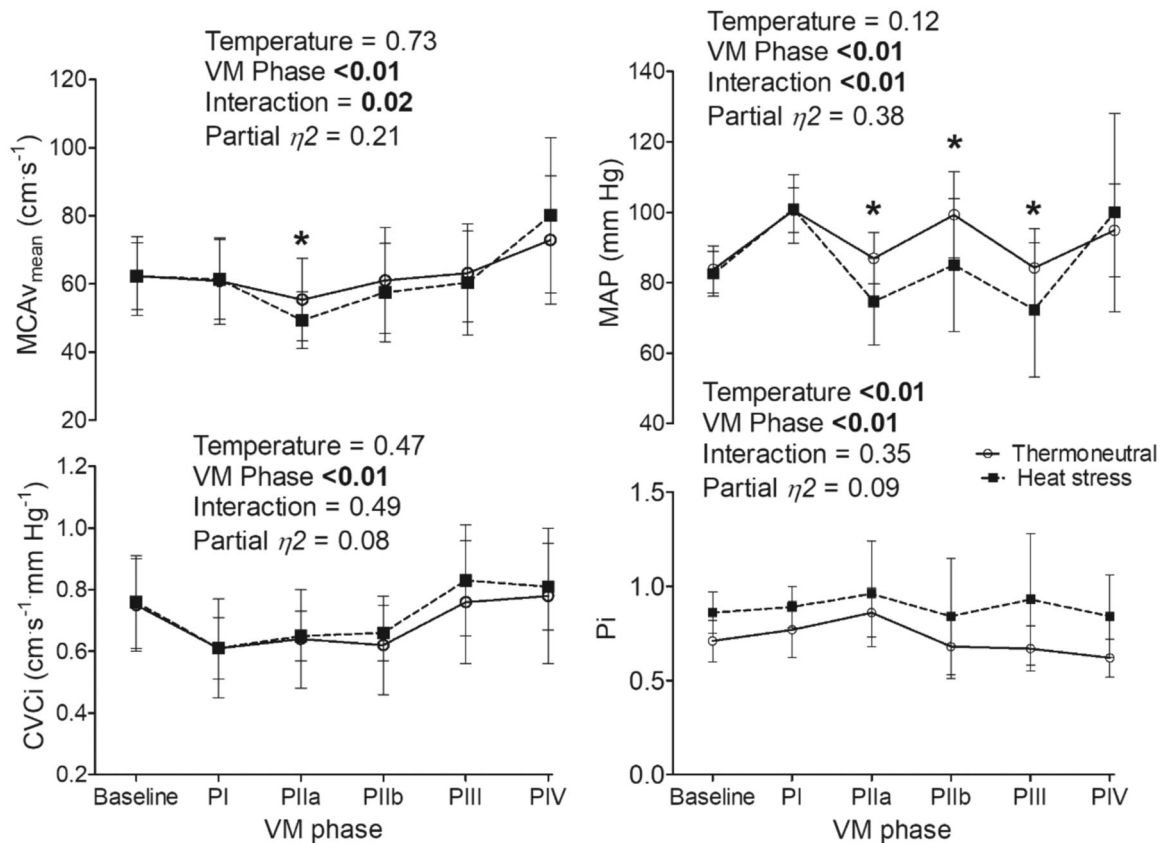 Temperature = 0.73
VM Phase <0.01
Interaction = 0.02
Partial η2 = 0.21
120
100
80
60
40
20
MCAv_mean (cm·s⁻¹)
*
Temperature = 0.12
VM Phase <0.01
Interaction <0.01
Partial η2 = 0.38
140
120
100
80
60
40
MAP (mm Hg)
* * *
Temperature = 0.47
VM Phase <0.01
Interaction = 0.49
Partial η2 = 0.08
1.2
1.0
0.8
0.6
0.4
0.2
CVCi (cm·s⁻¹·mm Hg⁻¹)
Baseline PI PIIa PIIb PIII PIV
VM phase
Temperature <0.01
VM Phase <0.01
Interaction = 0.35
Partial η2 = 0.09
Thermoneutral
Heat stress
1.5
1.0
0.5
0.0
Pi
Baseline PI PIIa PIIb PIII PIV
VM phase